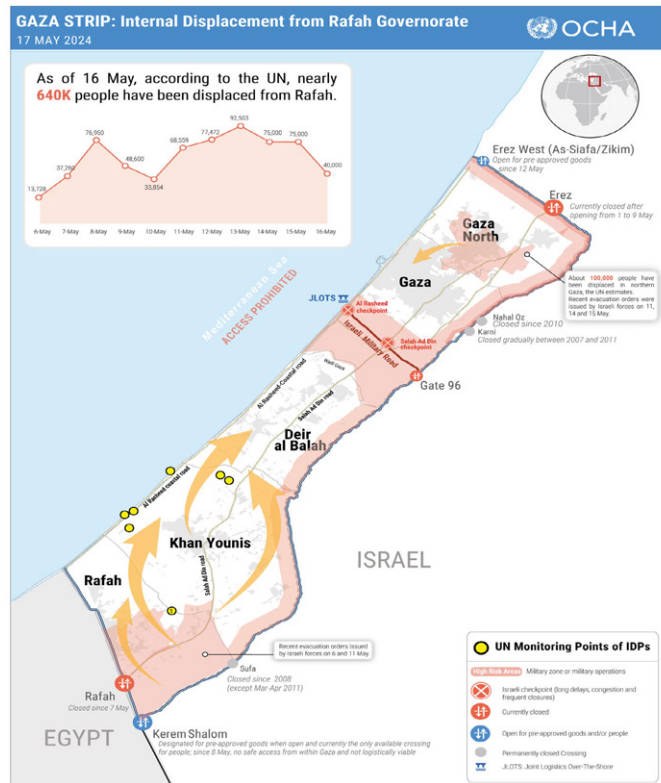 GAZA STRIP: Internal Displacement from Rafah Governorate
17 MAY 2024
OCHA
As of 16 May, according to the UN, nearly
640K people have been displaced from Rafah.
13,728
37,260
76,950
48,600
33,854
68,559
77,472
92,503
75,000
75,000
40,000
6-May
7-May
8-May
9-May
10-May
11-May
12-May
13-May
14-May
15-May
16-May
Erez West (As-Siafa/Zikim)
Open for pre-approved goods
since 12 May
Erez
Currently closed after
opening from 1 to 9 May
Gaza
North
Gaza
About 100,000 people have
been displaced in northern
Gaza, the UN estimates.
Recent evacuation orders were
issued by Israeli forces on 11,
14 and 15 May.
Mediterranean Sea
ACCESS PROHIBITED
JLOTS
Al Rasheed
checkpoint
Salah Ad Din
checkpoint
Israeli Military Road
Nahal Oz
Closed since 2010
Karni
Closed gradually between 2007 and 2011
Gate 96
Wadi Gaza
Al Rasheed-Coastal road
Salah Ad Din road
Deir
al Balah
Al Rasheed coastal road
Khan Younis
Salah Ad Din road
Rafah
ISRAEL
Recent evacuation orders issued
by Israeli forces on 6 and 11 May.
Sufa
Closed since 2008
(except Mar-Apr 2011)
Rafah
Closed since 7 May
EGYPT
Kerem Shalom
Designated for pre-approved goods when open and currently the only available crossing
for people; since 8 May, no safe access from within Gaza and not logistically viable
UN Monitoring Points of IDPs
High Risk Areas Military zone or military operations
Israeli checkpoint (long delays, congestion and
frequent closures)
Currently closed
Open for pre-approved goods and/or people
Permanently closed Crossing
JLOTS: Joint Logistics Over-The-Shore